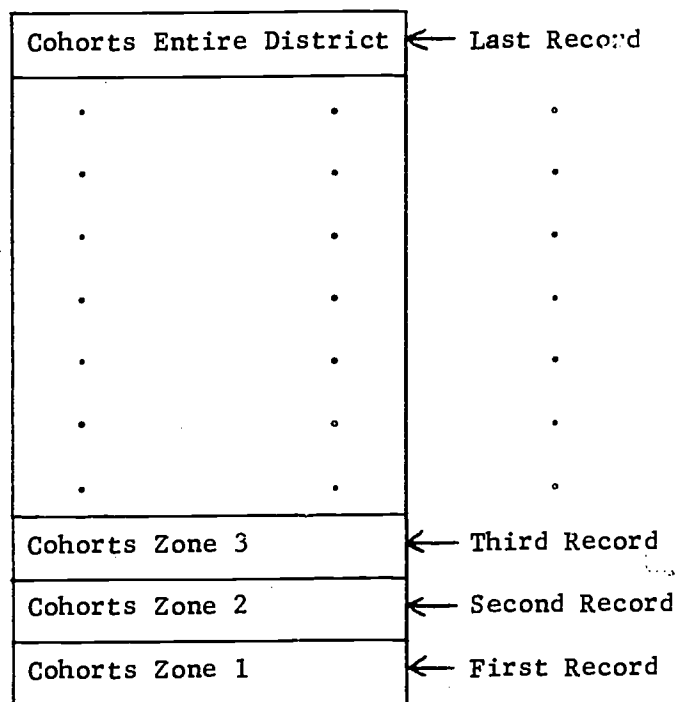 Cohorts Entire District ← Last Record
. . .
. . .
. . .
. . .
. . .
. . .
. . .
Cohorts Zone 3 ← Third Record
Cohorts Zone 2 ← Second Record
Cohorts Zone 1 ← First Record